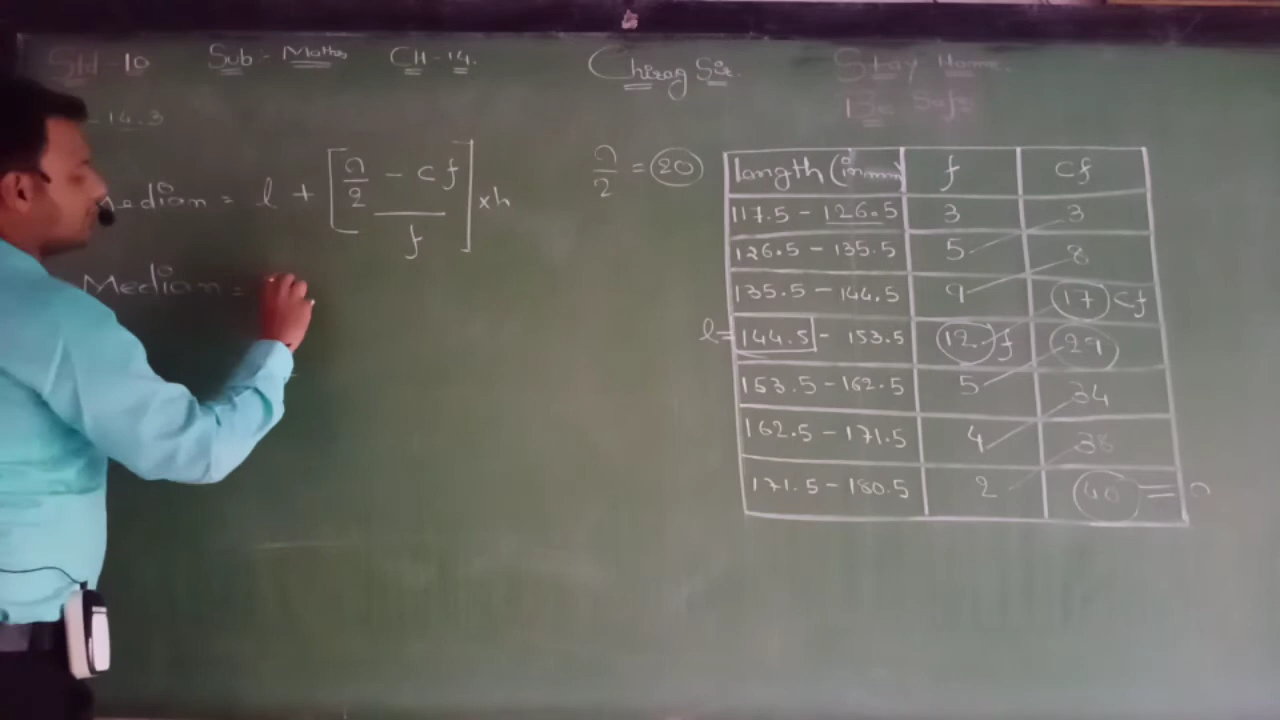 Std - 10 Sub - Maths CH - 14. Chirag Sir. Stay Home.
Be Safe
- 14.3
Median = l + [n/2 - cf / f] xh
n/2 = 20
Median =
length (in mm) f cf
117.5 - 126.5 3 3
126.5 - 135.5 5 8
135.5 - 144.5 9 17 cf
l = 144.5 - 153.5 12 f 29
153.5 - 162.5 5 34
162.5 - 171.5 4 38
171.5 - 180.5 2 40 = n